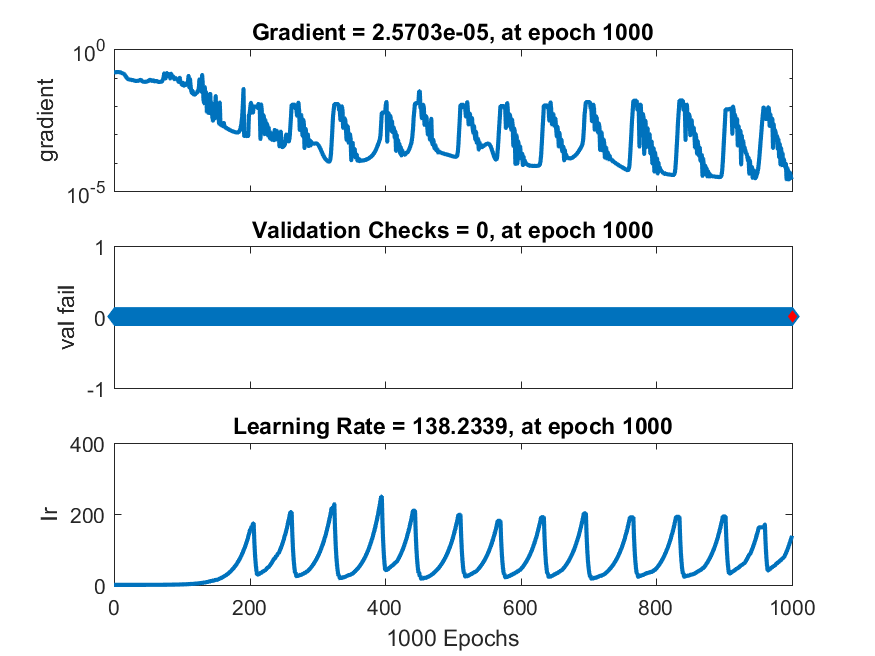 Gradient = 2.5703e-05, at epoch 1000
10^0
gradient
10^-5
Validation Checks = 0, at epoch 1000
1
val fail
0
-1
Learning Rate = 138.2339, at epoch 1000
400
lr
200
0
0 200 400 600 800 1000
1000 Epochs